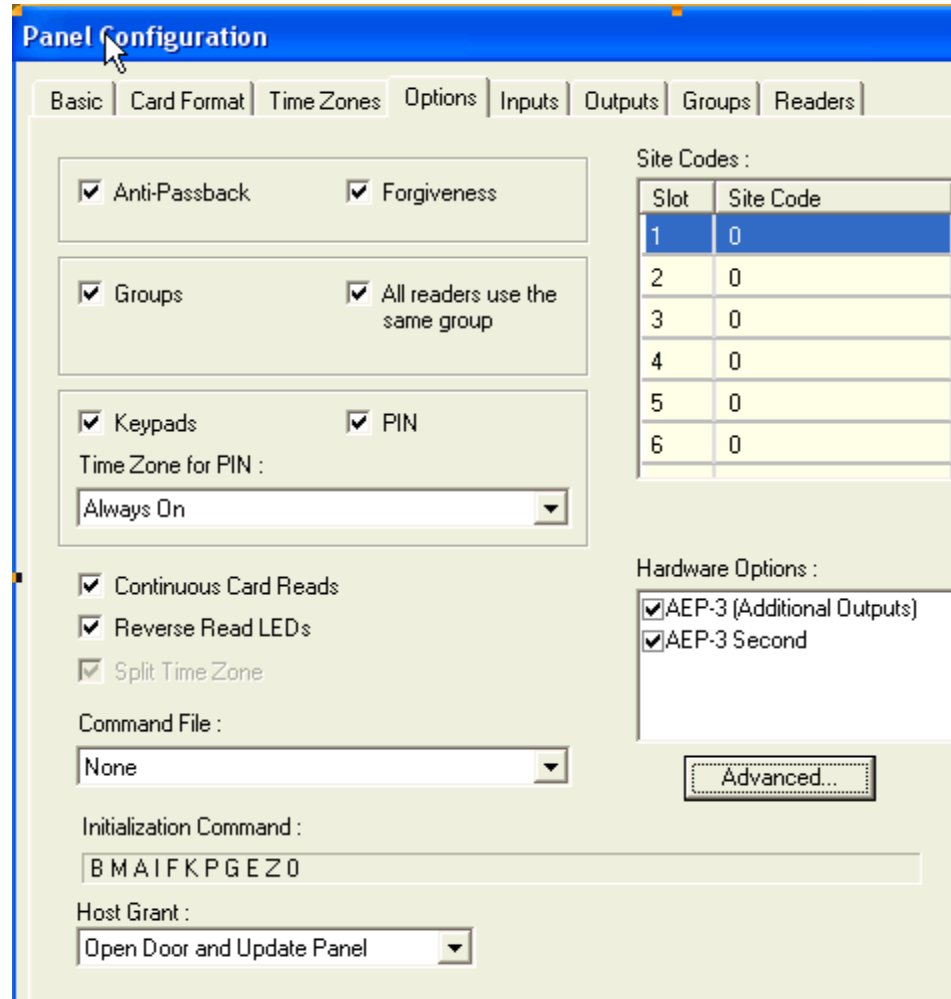 Panel Configuration
Basic Card Format Time Zones Options Inputs Outputs Groups Readers
Anti-Passback Forgiveness
Groups All readers use the
same group
Keypads PIN
Time Zone for PIN :
Always On
Continuous Card Reads
Reverse Read LEDs
Split Time Zone
Command File :
None
Initialization Command :
B M A I F K P G E Z 0
Host Grant :
Open Door and Update Panel
Site Codes :
Slot Site Code
1 0
2 0
3 0
4 0
5 0
6 0
Hardware Options :
AEP-3 (Additional Outputs)
AEP-3 Second
Advanced...